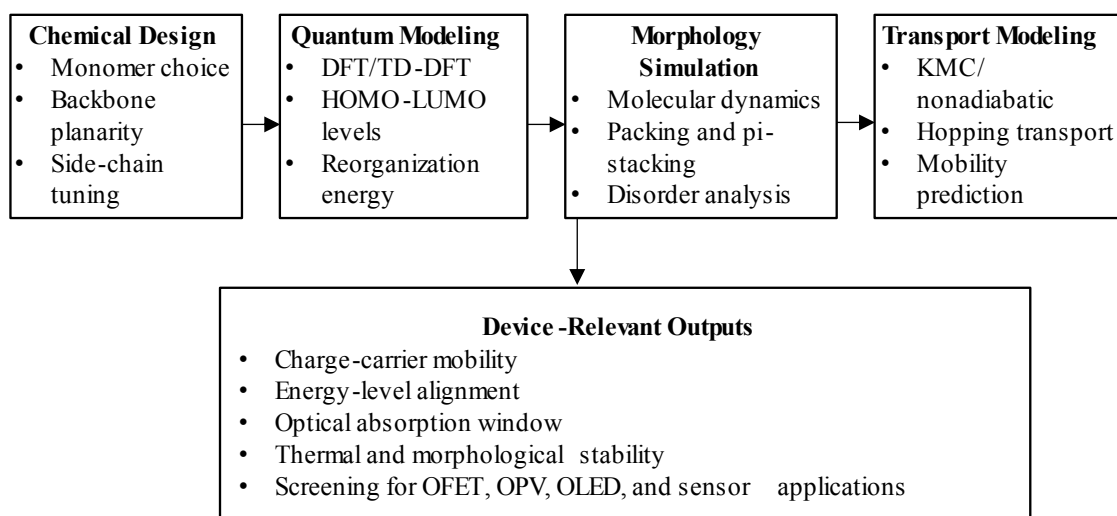 Chemical Design
• Monomer choice
• Backbone
planarity
• Side-chain
tuning
Quantum Modeling
• DFT/TD-DFT
• HOMO-LUMO
levels
• Reorganization
energy
Morphology
Simulation
• Molecular dynamics
• Packing and pi-
stacking
• Disorder analysis
Transport Modeling
• KMC/
nonadiabatic
• Hopping transport
• Mobility
prediction
Device-Relevant Outputs
• Charge-carrier mobility
• Energy-level alignment
• Optical absorption window
• Thermal and morphological stability
• Screening for OFET, OPV, OLED, and sensor applications